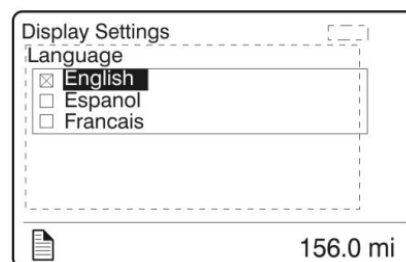 Display Settings
Language
English
Espanol
Francais
156.0 mi